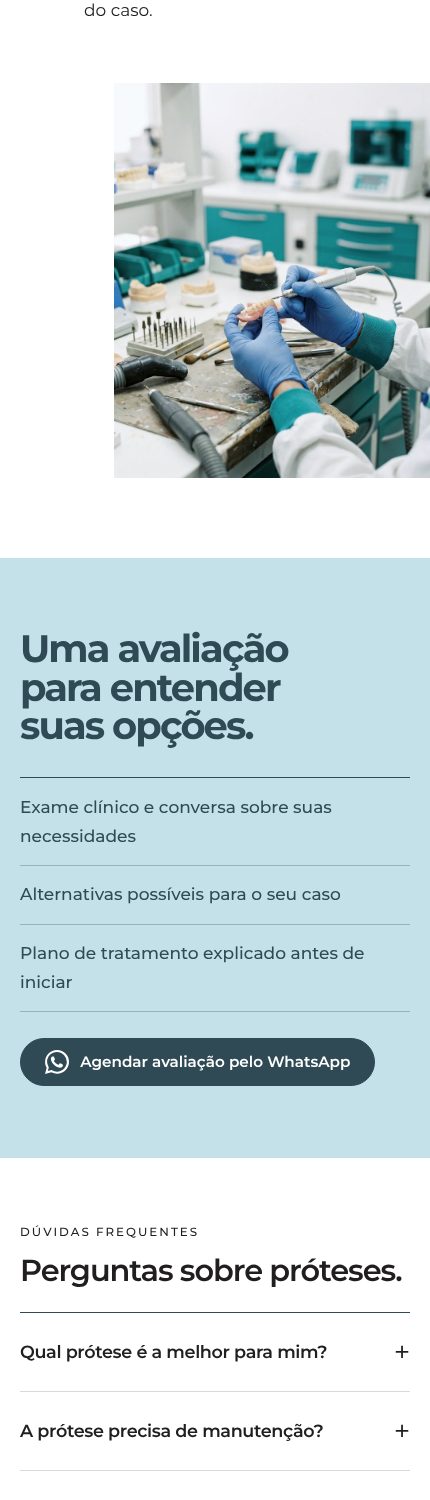 do caso.
Uma avaliação
para entender
suas opções.
Exame clínico e conversa sobre suas
necessidades
Alternativas possíveis para o seu caso
Plano de tratamento explicado antes de
iniciar
Agendar avaliação pelo WhatsApp
DÚVIDAS FREQUENTES
Perguntas sobre próteses.
Qual prótese é a melhor para mim? +
A prótese precisa de manutenção? +